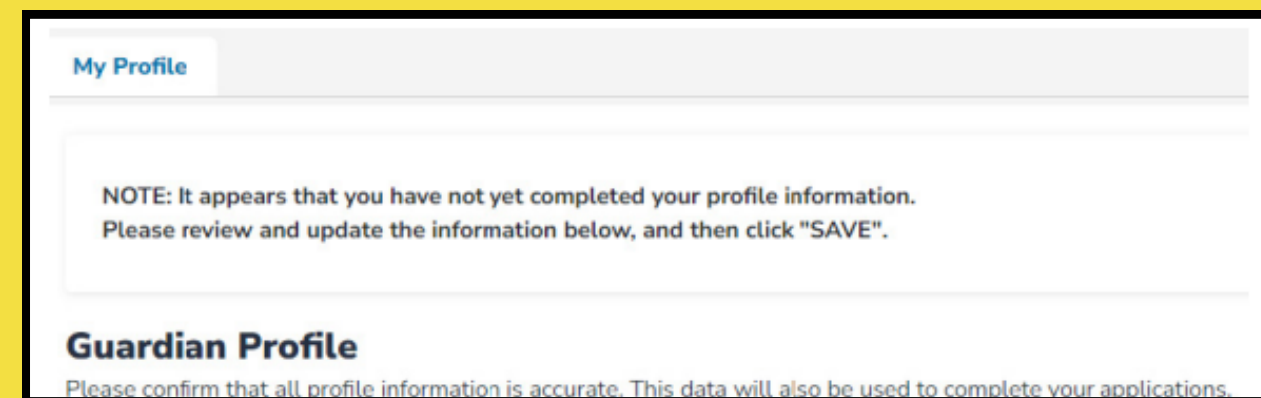 My Profile
NOTE: It appears that you have not yet completed your profile information.
Please review and update the information below, and then click "SAVE".
Guardian Profile
Please confirm that all profile information is accurate. This data will also be used to complete your applications.